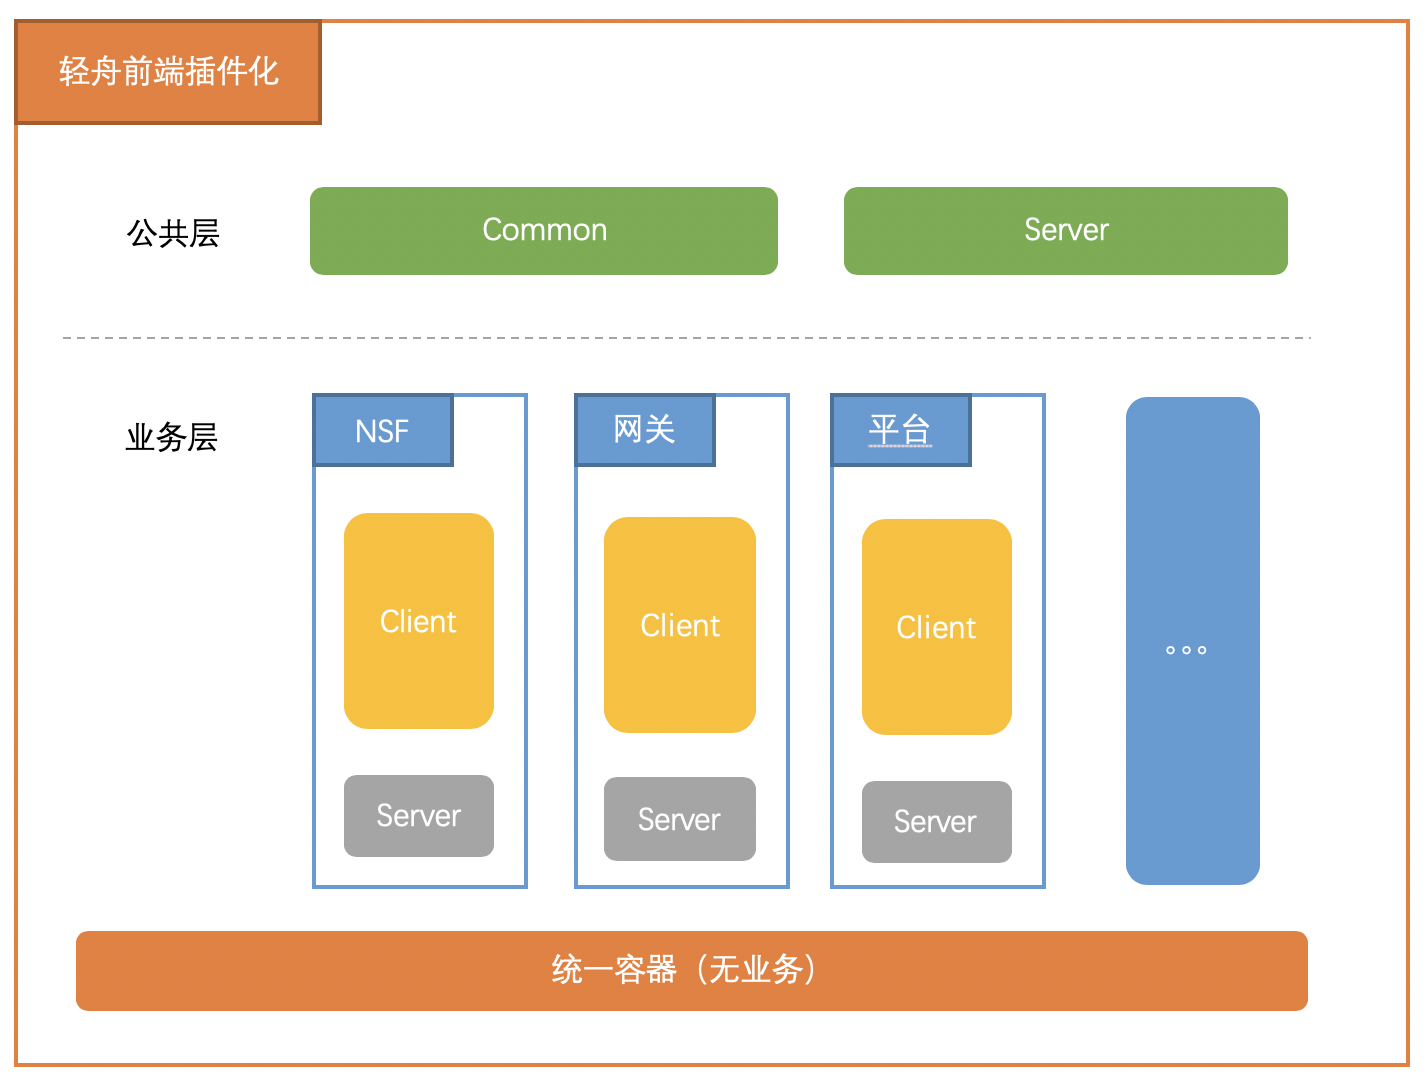 轻舟前端插件化
公共层
Common
Server
业务层
NSF
网关
平台
Client
Client
Client
。。。
Server
Server
Server
统一容器（无业务）